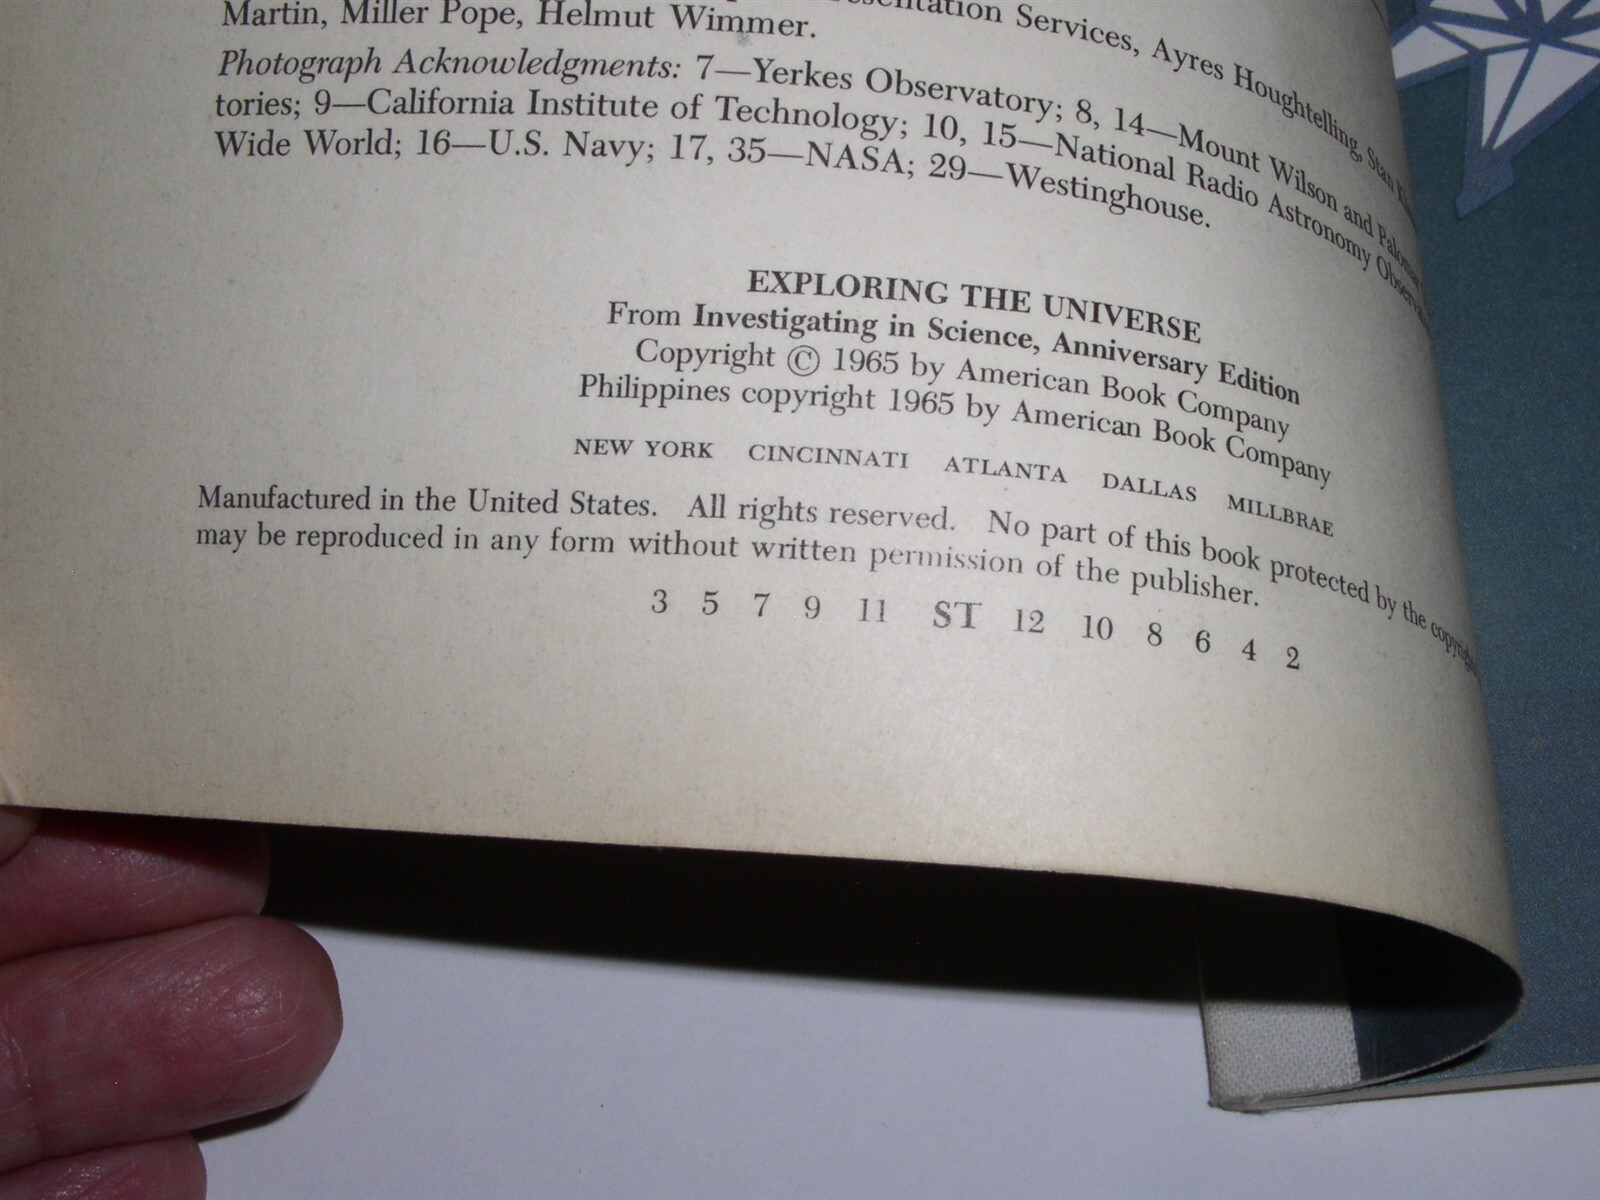 Services, Ayres Houghtelling, Stan
Martin, Miller Pope, Helmut Wimmer.
Photograph Acknowledgments: 7—Yerkes Observatory; 8, 14—Mount Wilson and Palomar
tories; 9—California Institute of Technology; 10, 15—National Radio Astronomy
Wide World; 16—U.S. Navy; 17, 35—NASA; 29—Westinghouse.
EXPLORING THE UNIVERSE
From Investigating in Science, Anniversary Edition
Copyright © 1965 by American Book Company
Philippines copyright 1965 by American Book Company
NEW YORK CINCINNATI ATLANTA DALLAS MILLBRAE
Manufactured in the United States. All rights reserved. No part of this book protected by the
may be reproduced in any form without written permission of the publisher.
3 5 7 9 11 ST 12 10 8 6 4 2